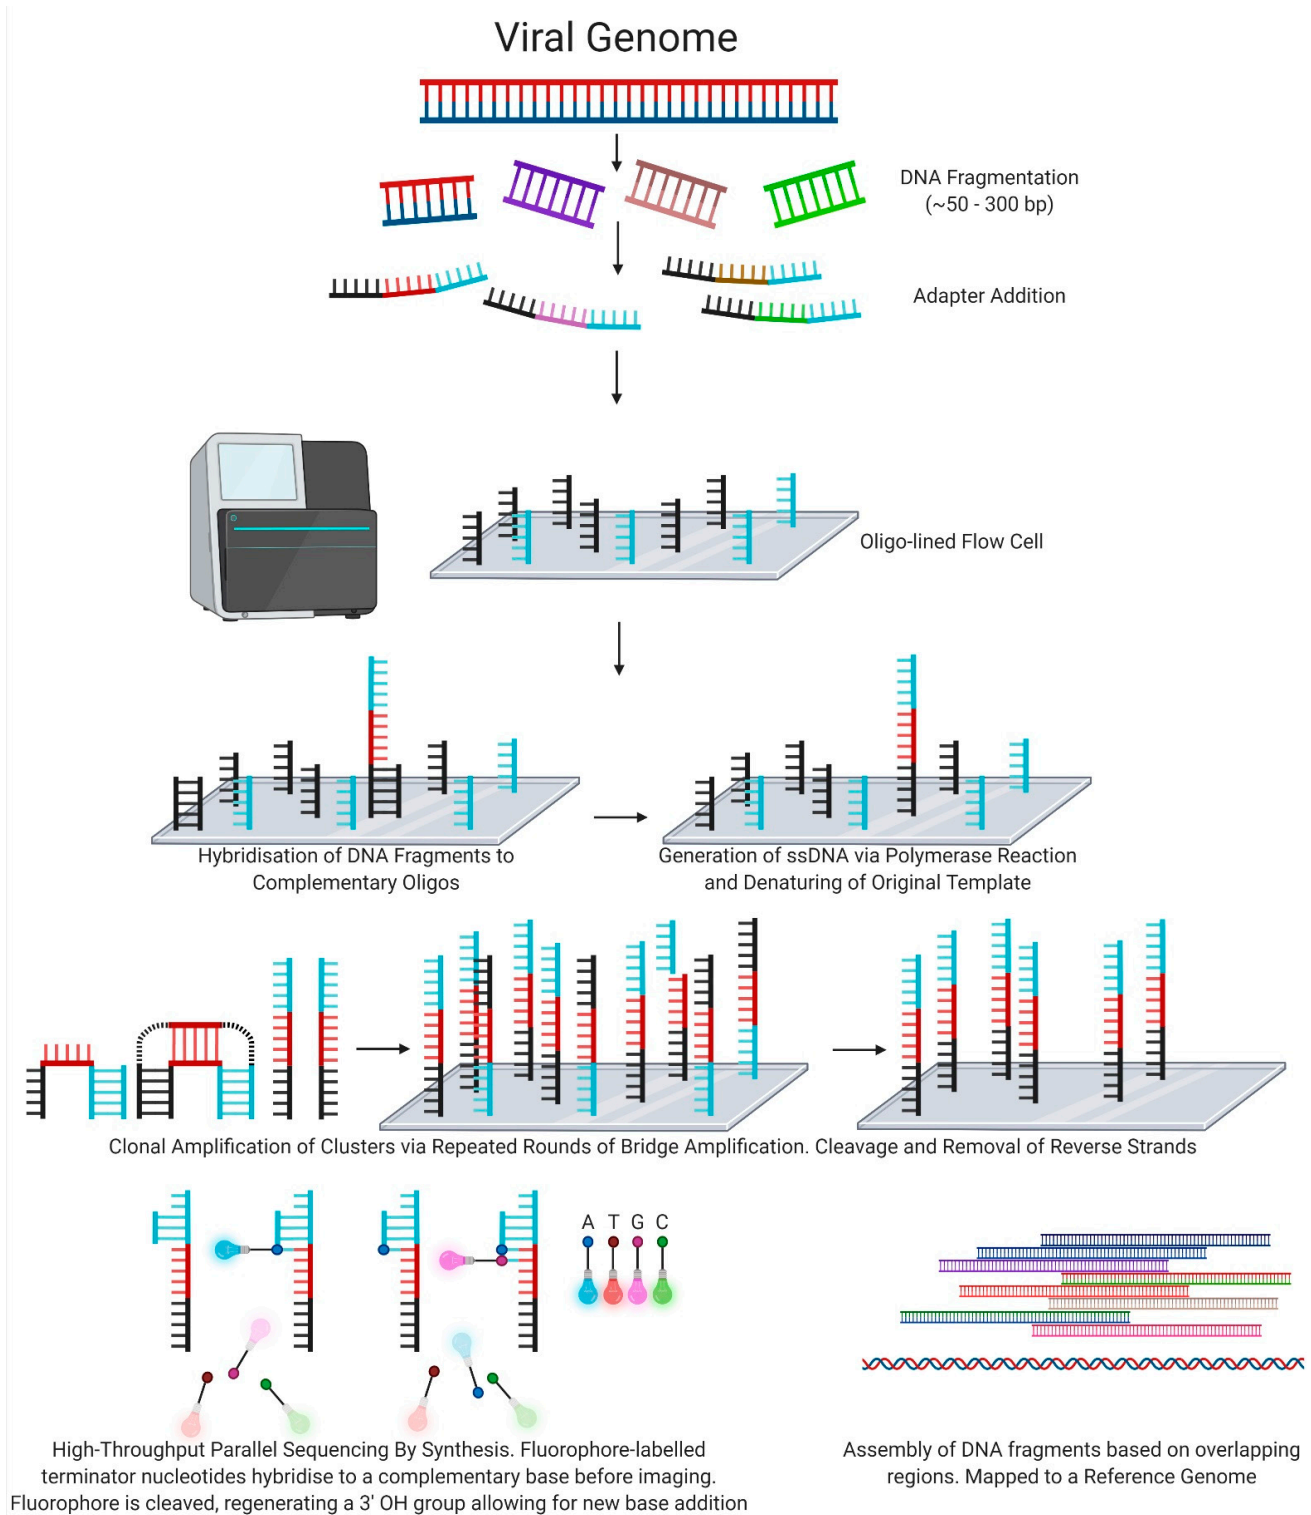 Viral Genome
DNA Fragmentation
(~50 - 300 bp)
Adapter Addition
Oligo-lined Flow Cell
Hybridisation of DNA Fragments to
Complementary Oligos
Generation of ssDNA via Polymerase Reaction
and Denaturing of Original Template
Clonal Amplification of Clusters via Repeated Rounds of Bridge Amplification. Cleavage and Removal of Reverse Strands
A T G C
High-Throughput Parallel Sequencing By Synthesis. Fluorophore-labelled
terminator nucleotides hybridise to a complementary base before imaging.
Fluorophore is cleaved, regenerating a 3' OH group allowing for new base addition
Assembly of DNA fragments based on overlapping
regions. Mapped to a Reference Genome